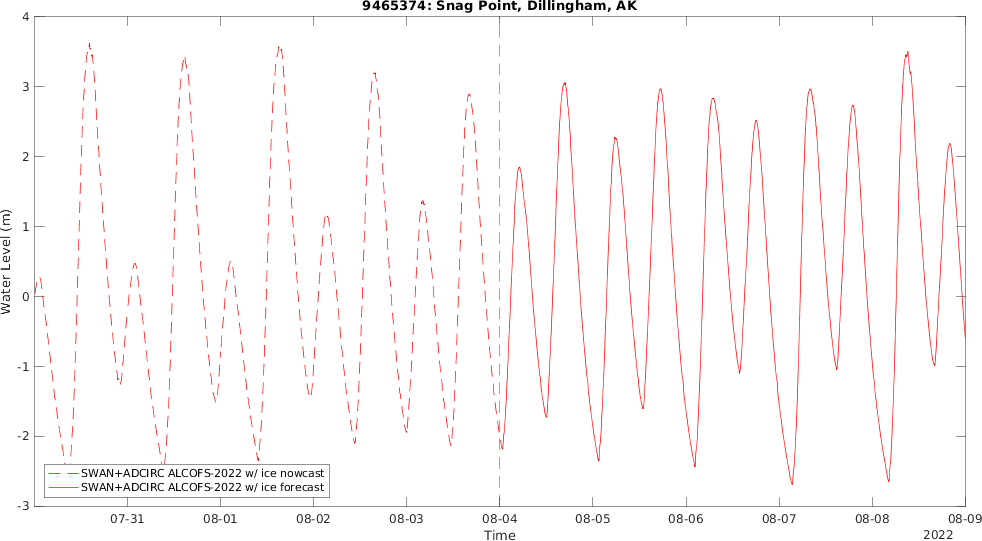 9465374: Snag Point, Dillingham, AK
4
3
2
1
0
-1
-2
-3
Water Level (m)
SWAN+ADCIRC ALCOFS-2022 w/ ice nowcast
SWAN+ADCIRC ALCOFS-2022 w/ ice forecast
07-31 08-01 08-02 08-03 08-04 08-05 08-06 08-07 08-08 08-09
Time
2022